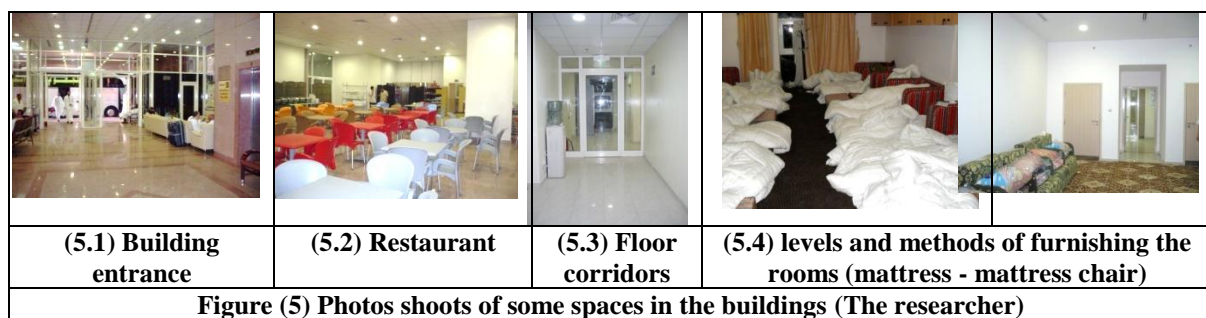 (5.1) Building
entrance
(5.2) Restaurant
(5.3) Floor
corridors
(5.4) levels and methods of furnishing the
rooms (mattress - mattress chair)
Figure (5) Photos shoots of some spaces in the buildings (The researcher)